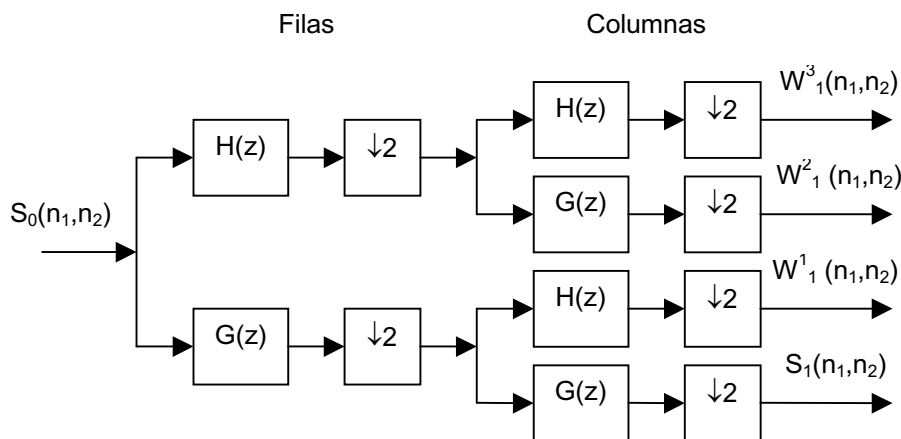 Filas Columnas
W³₁(n₁,n₂)
H(z) ↓2
H(z) ↓2
W²₁ (n₁,n₂)
G(z) ↓2
S₀(n₁,n₂)
W¹₁ (n₁,n₂)
H(z) ↓2
G(z) ↓2
S₁(n₁,n₂)
G(z) ↓2